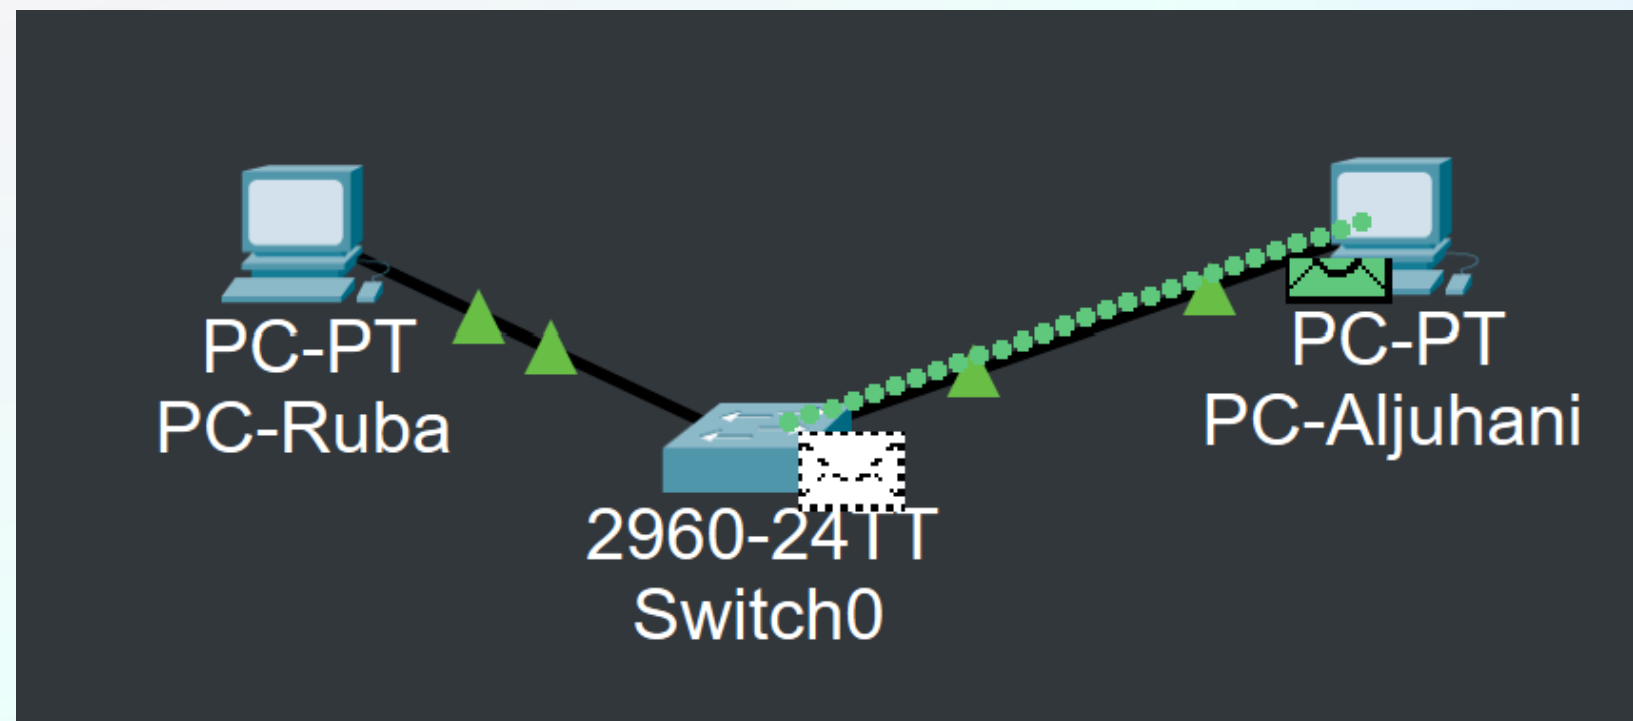 PC-PT
PC-Ruba
2960-24TT
Switch0
PC-PT
PC-Aljuhani